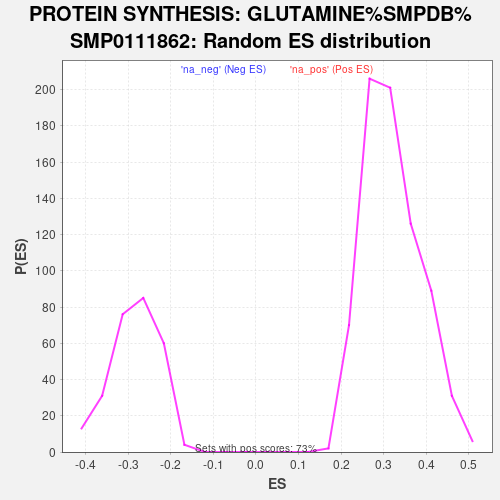 PROTEIN SYNTHESIS: GLUTAMINE%SMPDB%
SMP0111862: Random ES distribution
'na_neg' (Neg ES) 'na_pos' (Pos ES)
P(ES)
200
180
160
140
120
100
80
60
40
20
0
Sets with pos scores: 73%
-0.4 -0.3 -0.2 -0.1 0.0 0.1 0.2 0.3 0.4 0.5
ES